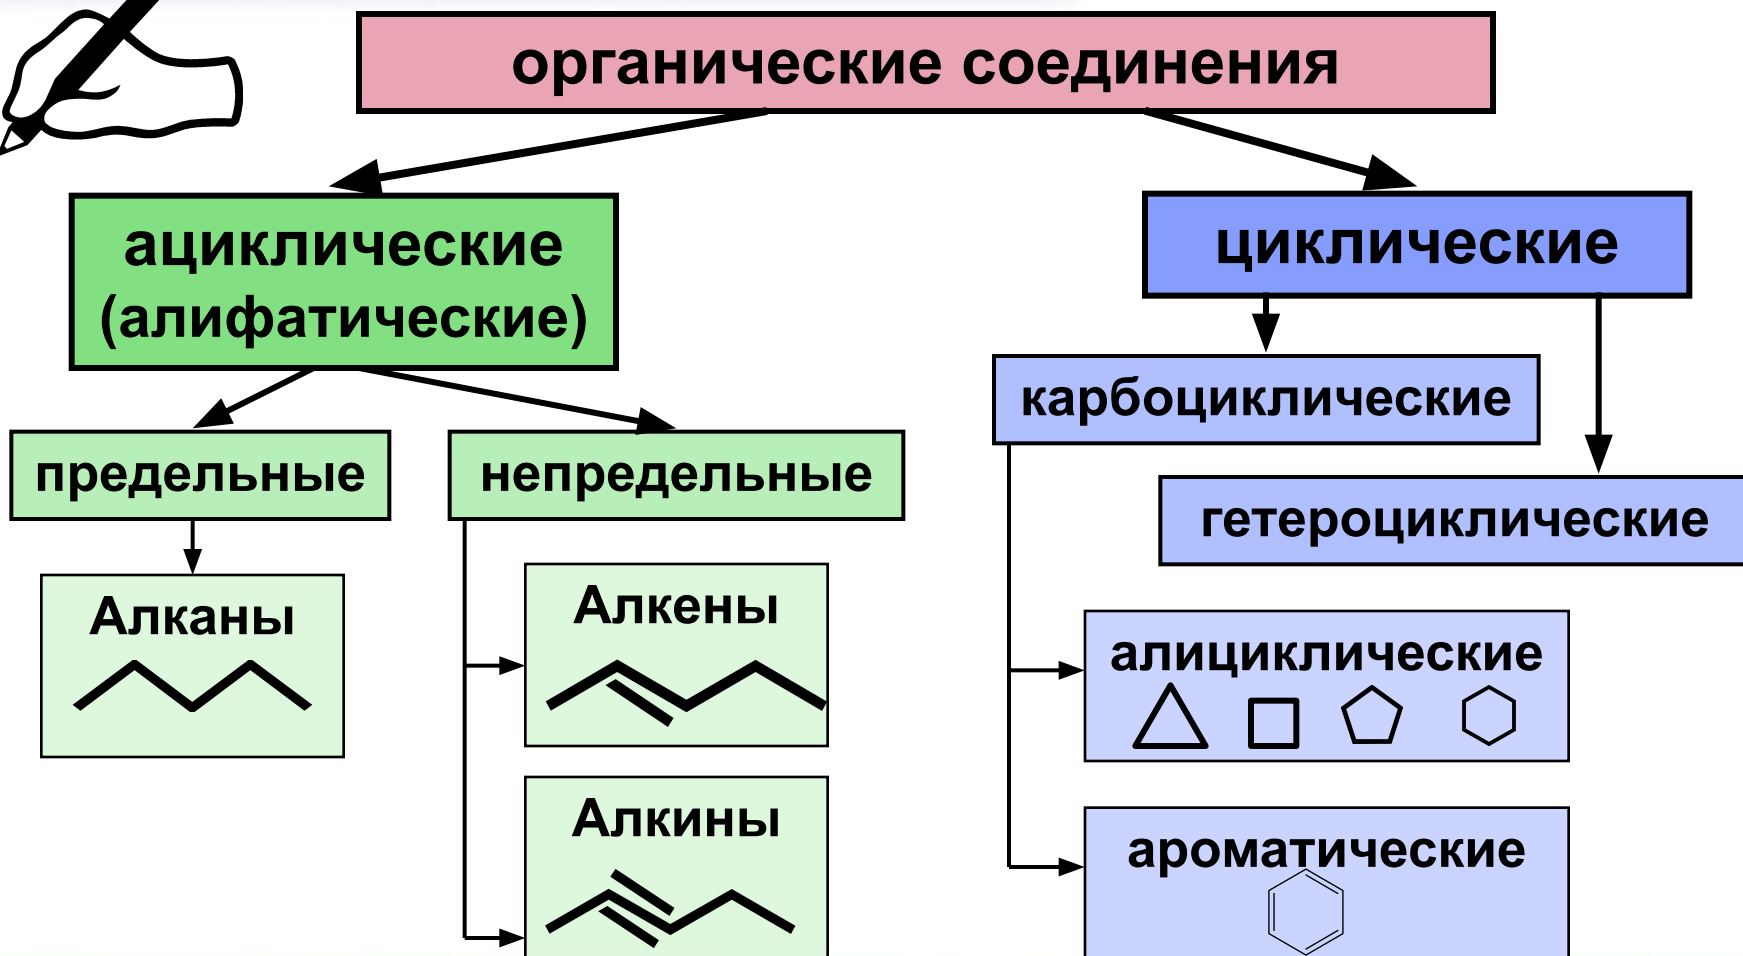 органические соединения
ациклические
(алифатические)
циклические
карбоциклические
предельные
непредельные
гетероциклические
Алканы
Алкены
алициклические
Алкины
ароматические